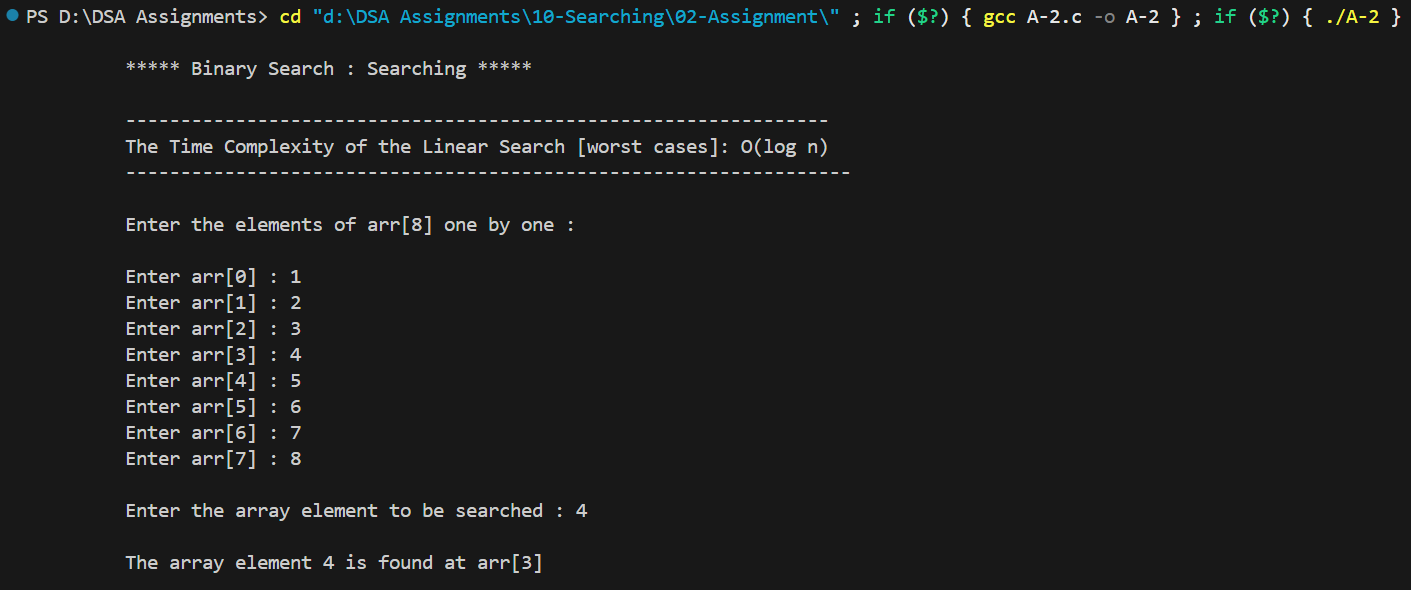 PS D:\DSA Assignments> cd "d:\DSA Assignments\10-Searching\02-Assignment\" ; if ($?) { gcc A-2.c -o A-2 } ; if ($?) { ./A-2 }
***** Binary Search : Searching *****
----------------------------------------------------------------
The Time Complexity of the Linear Search [worst cases]: O(log n)
------------------------------------------------------------------
Enter the elements of arr[8] one by one :
Enter arr[0] : 1
Enter arr[1] : 2
Enter arr[2] : 3
Enter arr[3] : 4
Enter arr[4] : 5
Enter arr[5] : 6
Enter arr[6] : 7
Enter arr[7] : 8
Enter the array element to be searched : 4
The array element 4 is found at arr[3]